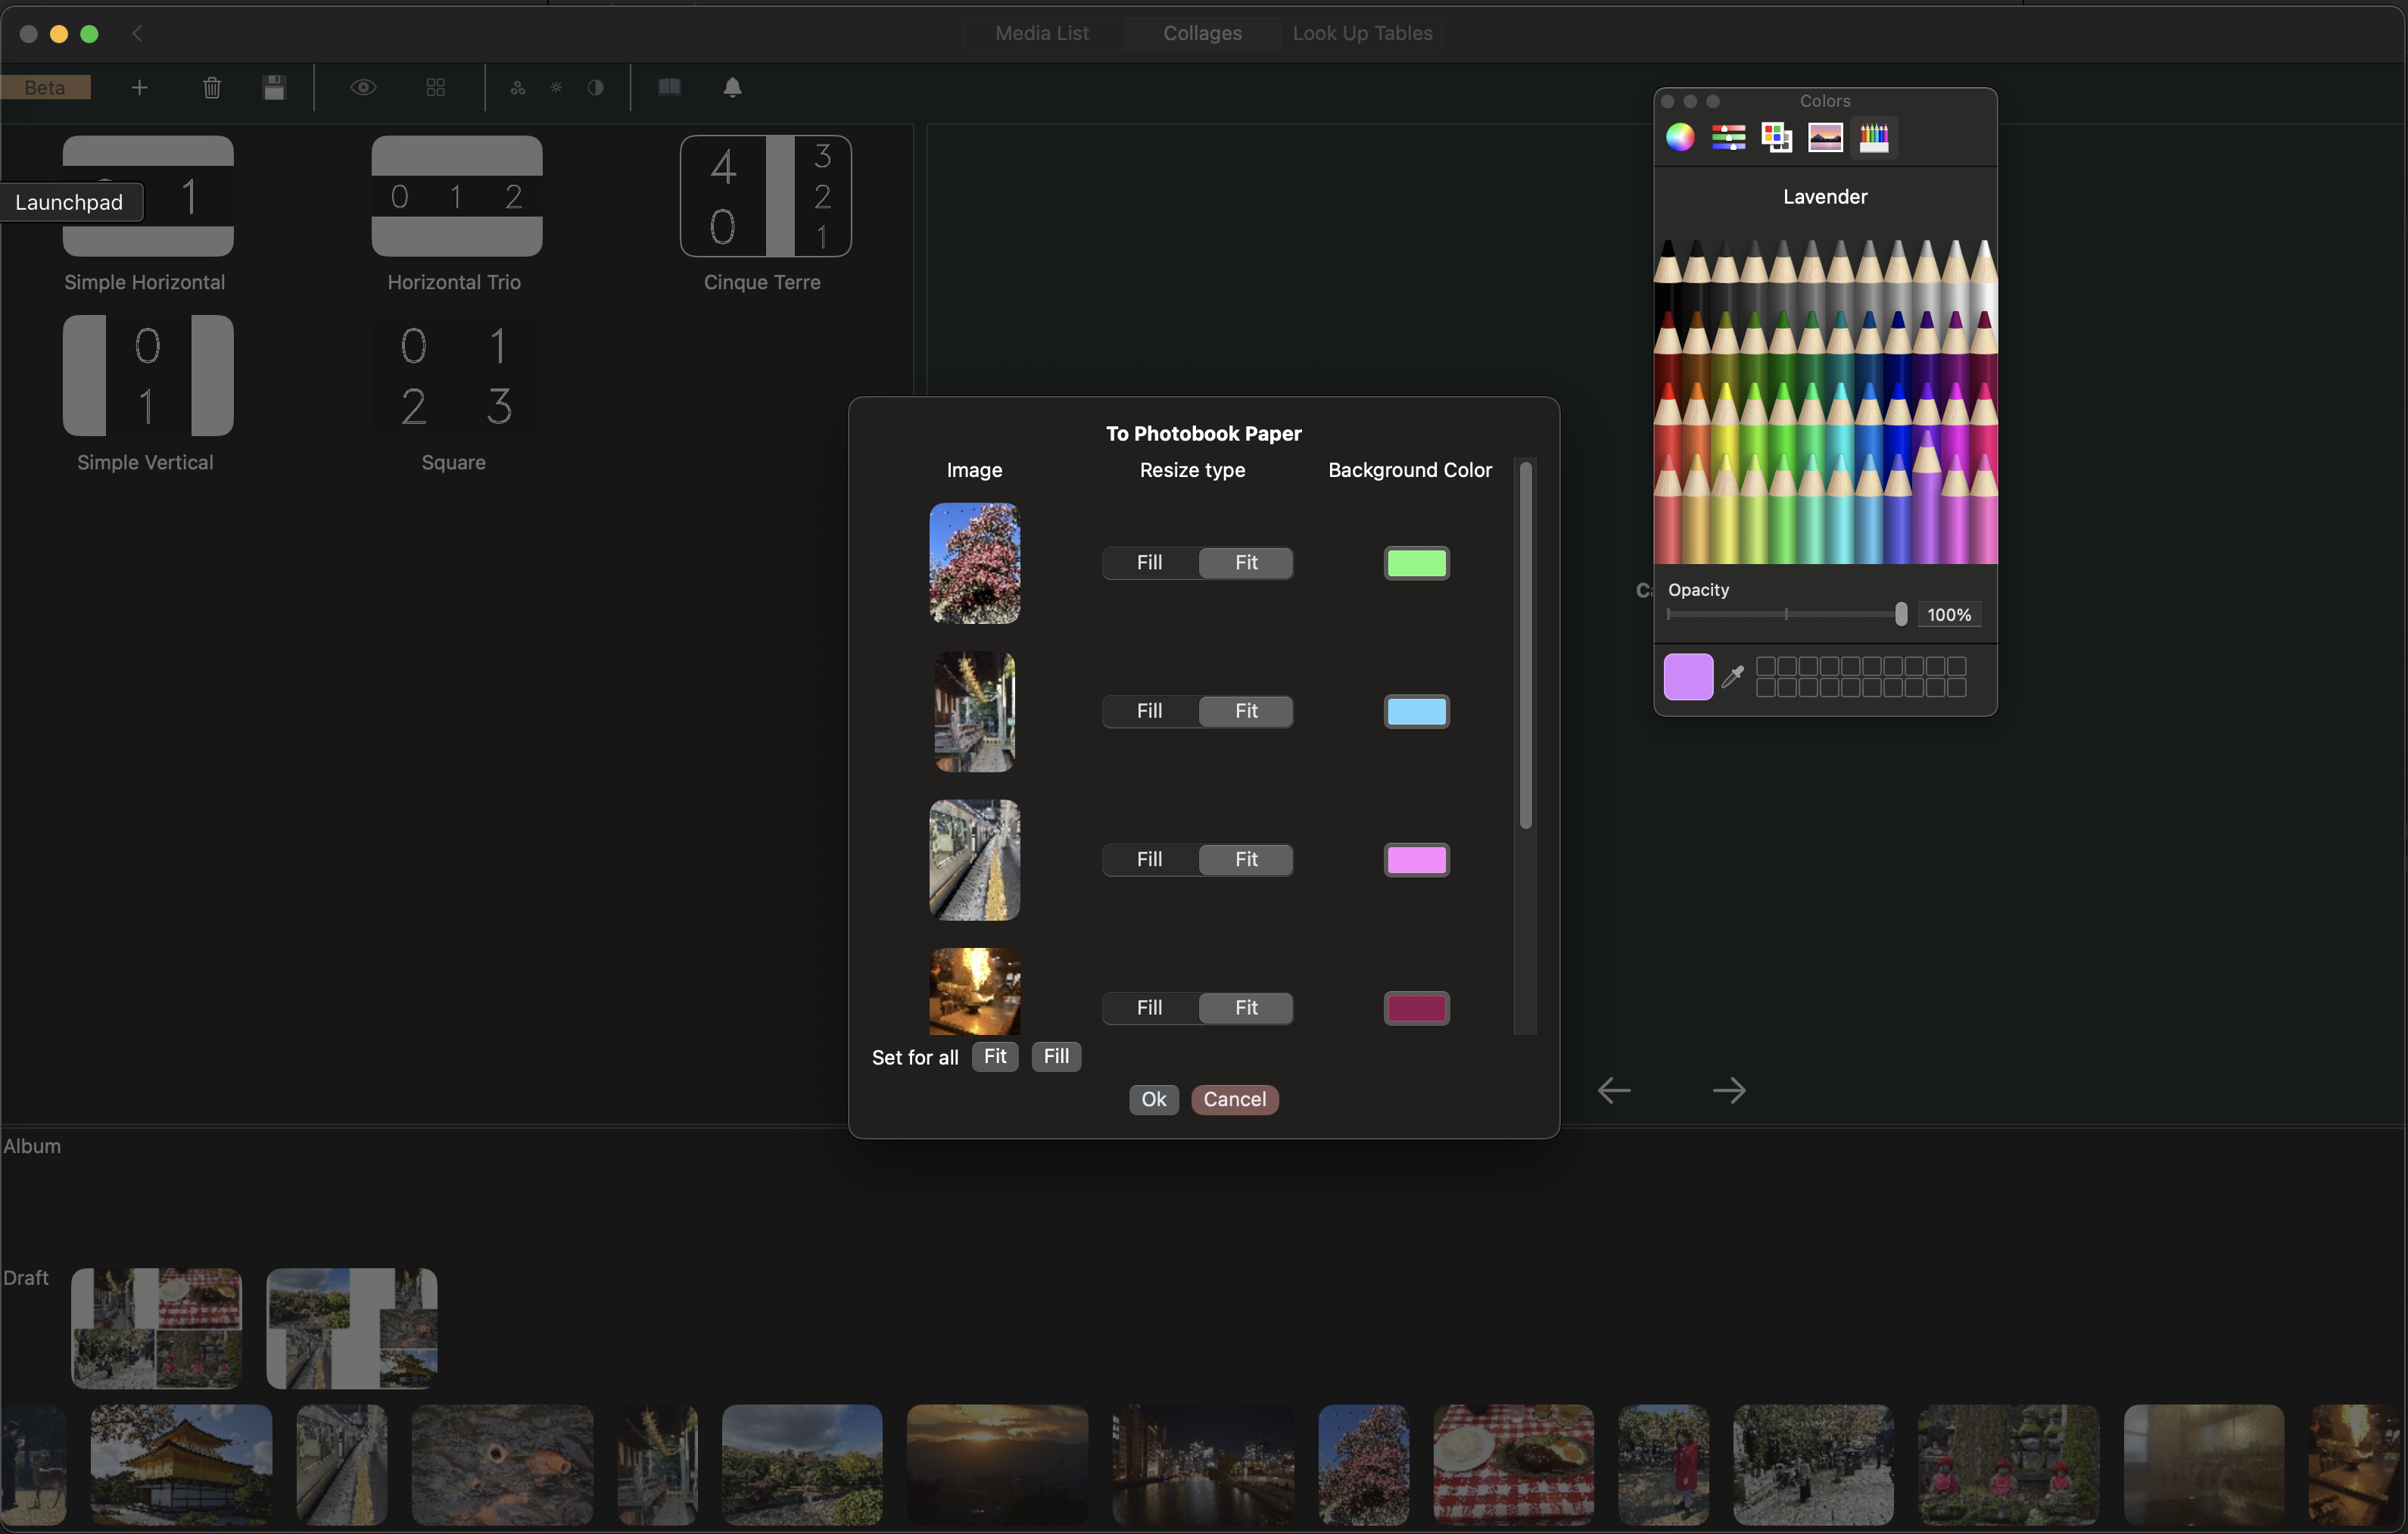 Media List
Collages
Look Up Tables
Beta
Launchpad
1
Simple Horizontal
0 1 2
Horizontal Trio
4 3
2
0 1
Cinque Terre
0
1
Simple Vertical
0 1
2 3
Square
Colors
Lavender
Opacity
100%
To Photobook Paper
Image Resize type Background Color
Fill Fit
Fill Fit
Fill Fit
Fill Fit
Set for all Fit Fill
Ok Cancel
Album
Draft